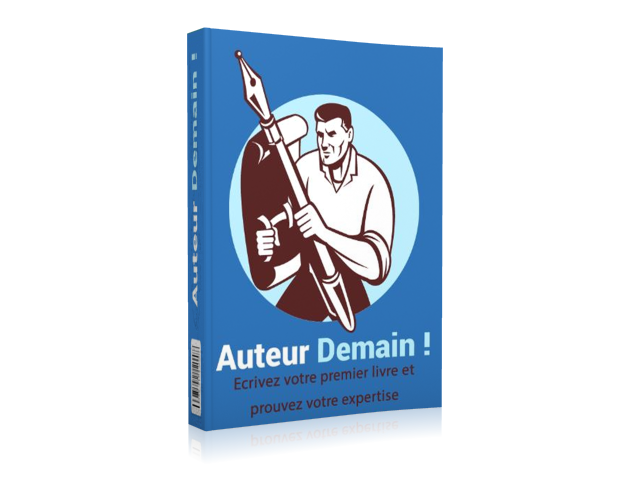 Auteur Demain !
Auteur Demain !
Ecrivez votre premier livre et
prouvez votre expertise